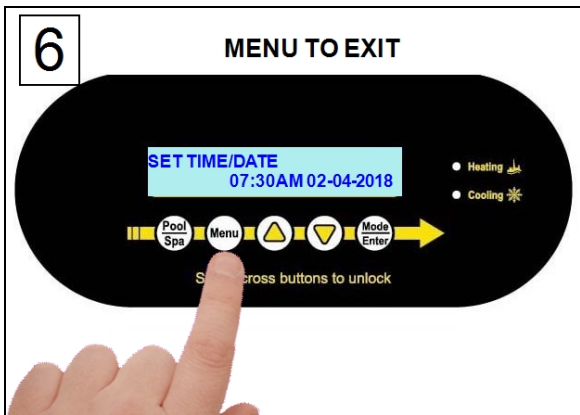 6
MENU TO EXIT
SET TIME/DATE
07:30AM 02-04-2018
Heating
Cooling
Pool
Spa
Menu
Mode
Enter
cross buttons to unlock